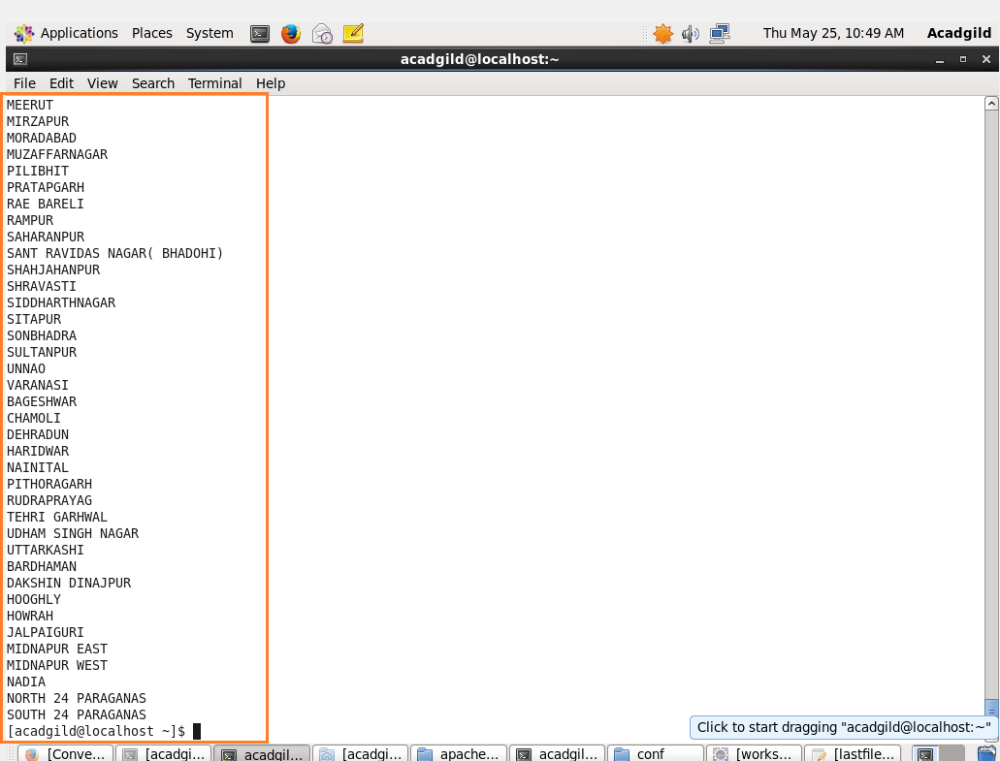 Applications Places System Thu May 25, 10:49 AM Acadgild
acadgild@localhost:~
File Edit View Search Terminal Help
MEERUT
MIRZAPUR
MORADABAD
MUZAFFARNAGAR
PILIBHIT
PRATAPGARH
RAE BARELI
RAMPUR
SAHARANPUR
SANT RAVIDAS NAGAR( BHADOHI)
SHAHJAHANPUR
SHRAVASTI
SIDDHARTHNAGAR
SITAPUR
SONBHADRA
SULTANPUR
UNNAO
VARANASI
BAGESHWAR
CHAMOLI
DEHRADUN
HARIDWAR
NAINITAL
PITHORAGARH
RUDRAPRAYAG
TEHRI GARHWAL
UDHAM SINGH NAGAR
UTTARKASHI
BARDHAMAN
DAKSHIN DINAJPUR
HOOGHLY
HOWRAH
JALPAIGURI
MIDNAPUR EAST
MIDNAPUR WEST
NADIA
NORTH 24 PARAGANAS
SOUTH 24 PARAGANAS
[acadgild@localhost ~]$
Click to start dragging "acadgild@localhost:~"
[Conve... [acadgi... acadgil... [acadgi... apache... acadgil... conf [works... [lastfile...